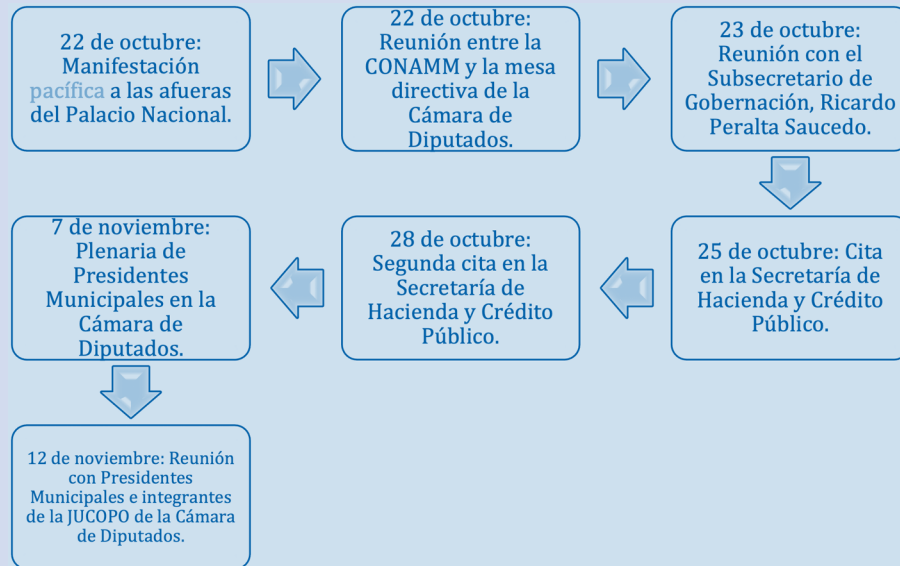 22 de octubre:
Manifestación
pacífica a las afueras
del Palacio Nacional.
22 de octubre:
Reunión entre la
CONAMM y la mesa
directiva de la
Cámara de
Diputados.
23 de octubre:
Reunión con el
Subsecretario de
Gobernación, Ricardo
Peralta Saucedo.
25 de octubre: Cita
en la Secretaría de
Hacienda y Crédito
Público.
28 de octubre:
Segunda cita en la
Secretaría de
Hacienda y Crédito
Público.
7 de noviembre:
Plenaria de
Presidentes
Municipales en la
Cámara de
Diputados.
12 de noviembre: Reunión
con Presidentes
Municipales e integrantes
de la JUCOPO de la Cámara
de Diputados.